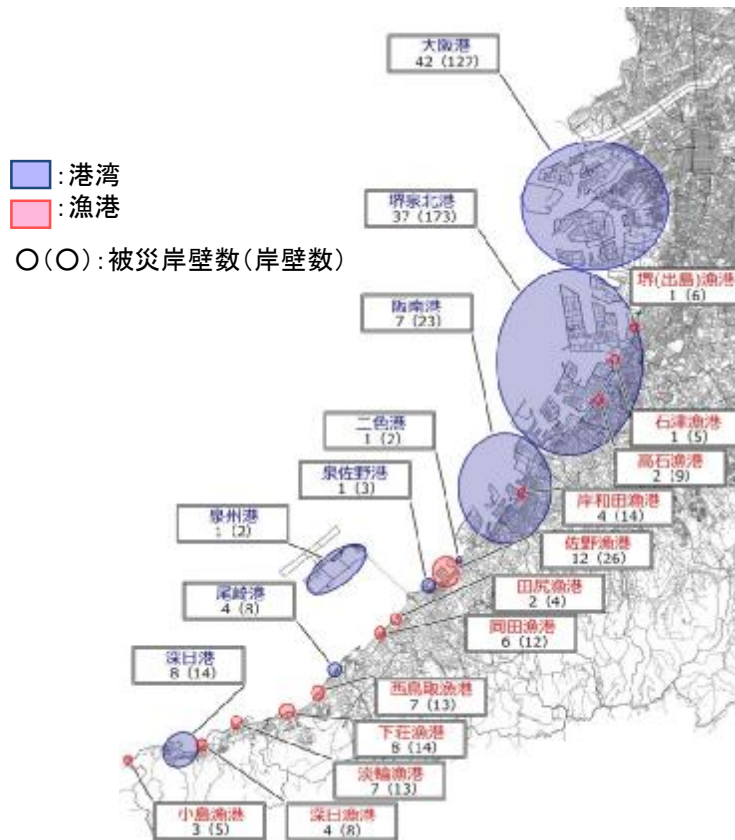 大阪港
42 (127)
:港湾
:漁港
堺泉北港
37 (173)
○(○):被災岸壁数(岸壁数)
堺(出島)漁港
1 (6)
阪南港
7 (23)
石津漁港
1 (5)
二色港
1 (2)
高石漁港
2 (9)
泉佐野港
1 (3)
岸和田漁港
4 (14)
泉州港
1 (2)
佐野漁港
12 (26)
田尻漁港
2 (4)
尾崎港
4 (8)
岡田漁港
6 (12)
深日港
8 (14)
西鳥取漁港
7 (13)
下荘漁港
8 (14)
淡輪漁港
7 (13)
小島漁港
3 (5)
深日漁港
4 (8)